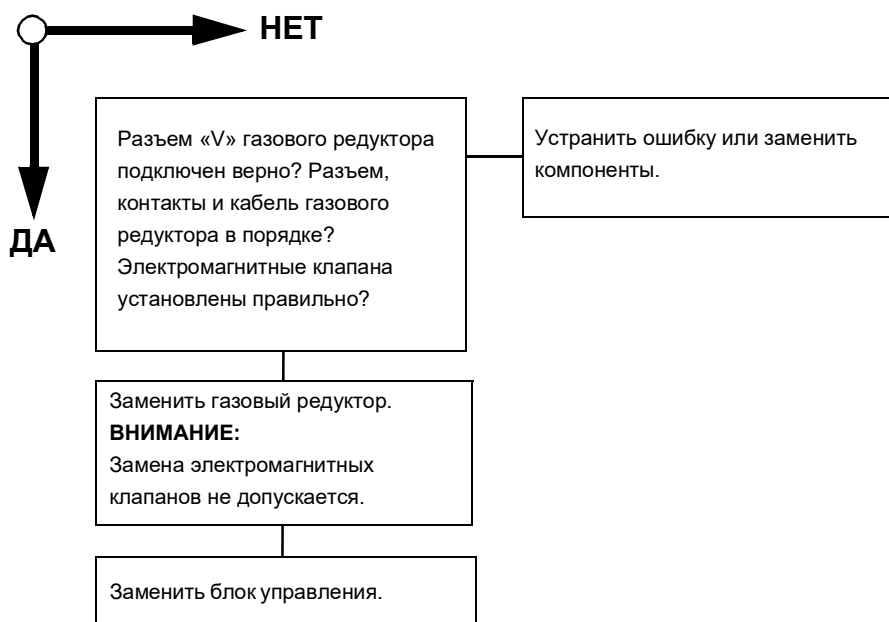 НЕТ
ДА
Разъем «V» газового редуктора
подключен верно? Разъем,
контакты и кабель газового
редуктора в порядке?
Электромагнитные клапана
установлены правильно?
Устранить ошибку или заменить
компоненты.
Заменить газовый редуктор.
ВНИМАНИЕ:
Замена электромагнитных
клапанов не допускается.
Заменить блок управления.